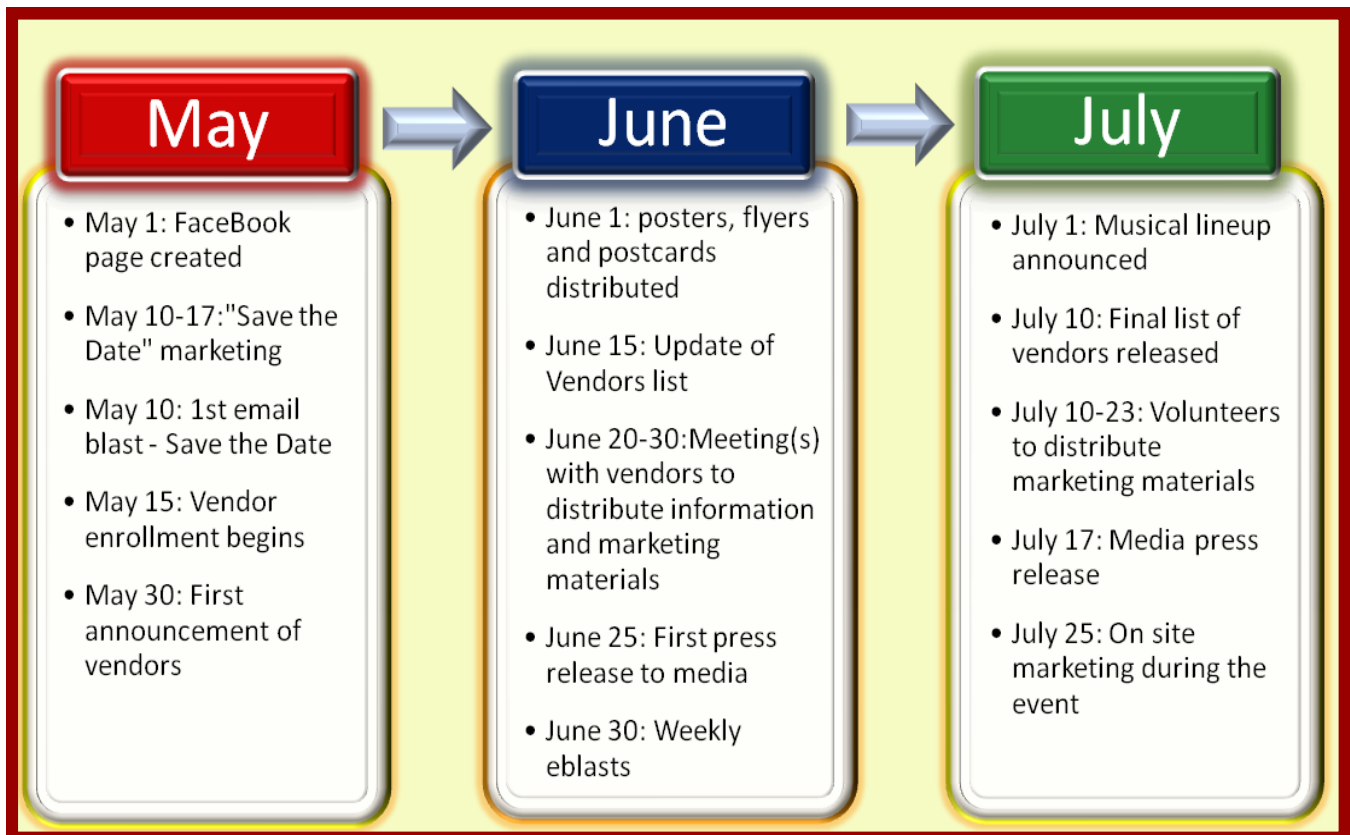 May
• May 1: FaceBook
page created
• May 10-17:"Save the
Date" marketing
• May 10: 1st email
blast - Save the Date
• May 15: Vendor
enrollment begins
• May 30: First
announcement of
vendors
June
• June 1: posters, flyers
and postcards
distributed
• June 15: Update of
Vendors list
• June 20-30:Meeting(s)
with vendors to
distribute information
and marketing
materials
• June 25: First press
release to media
• June 30: Weekly
eblasts
July
• July 1: Musical lineup
announced
• July 10: Final list of
vendors released
• July 10-23: Volunteers
to distribute
marketing materials
• July 17: Media press
release
• July 25: On site
marketing during the
event